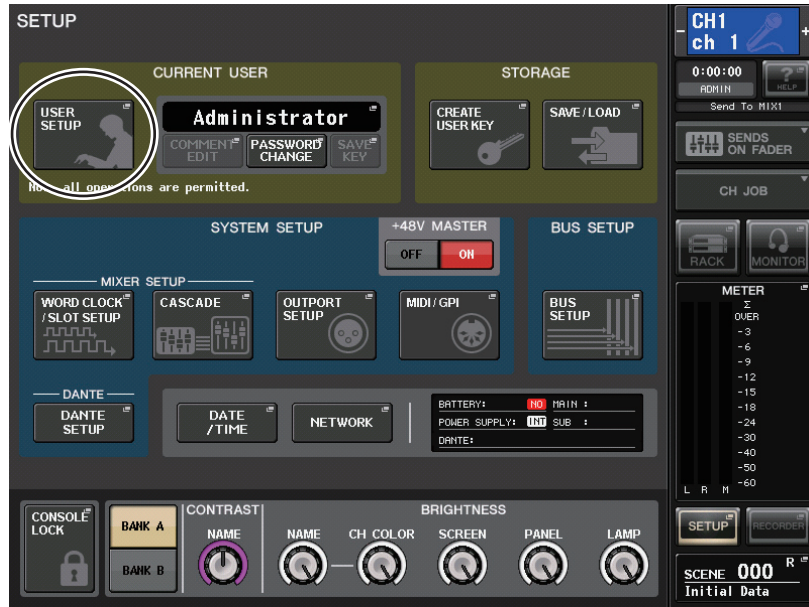 SETUP
CURRENT USER
USER
SETUP
Administrator
COMMENT
EDIT
PASSWORD
CHANGE
SAVE
KEY
all operations are permitted.
STORAGE
CREATE
USER KEY
SAVE/LOAD
SYSTEM SETUP
+48V MASTER
OFF
ON
BUS SETUP
MIXER SETUP
WORD CLOCK
/SLOT SETUP
CASCADE
OUTPORT
SETUP
MIDI/GPI
BUS
SETUP
DANTE
DANTE
SETUP
DATE
/TIME
NETWORK
BATTERY: NO MAIN :
POWER SUPPLY: INT SUB :
DANTE:
CONSOLE
LOCK
BANK A
BANK B
CONTRAST
NAME
BRIGHTNESS
NAME
CH COLOR
SCREEN
PANEL
LAMP
- CH1 +
ch 1
0:00:00
ADMIN
?
HELP
Send To MIX1
SENDS
ON FADER
CH JOB
RACK
MONITOR
METER
Σ
OVER
-3
-6
-9
-12
-15
-18
-24
-30
-40
-50
-60
L R M
SETUP
RECORDER
SCENE 000 R
Initial Data